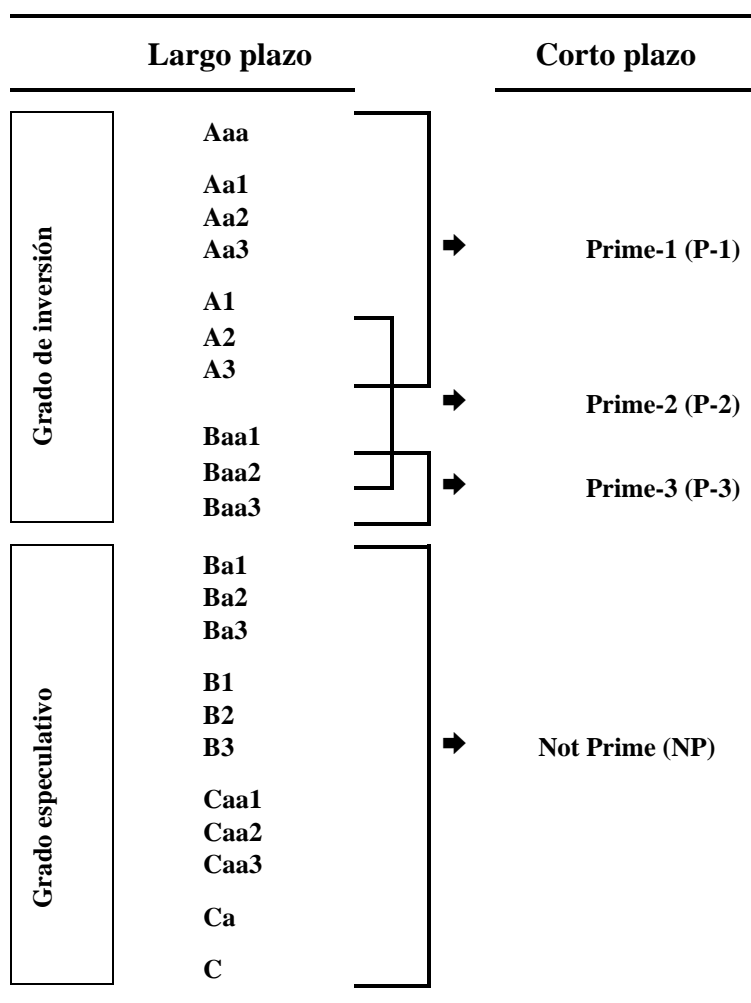 Largo plazo Corto plazo
Grado de inversión
Aaa
Aa1
Aa2
Aa3 Prime-1 (P-1)
A1
A2
A3
Prime-2 (P-2)
Baa1
Baa2
Prime-3 (P-3)
Baa3
Grado especulativo
Ba1
Ba2
Ba3
B1
B2
B3 Not Prime (NP)
Caa1
Caa2
Caa3
Ca
C